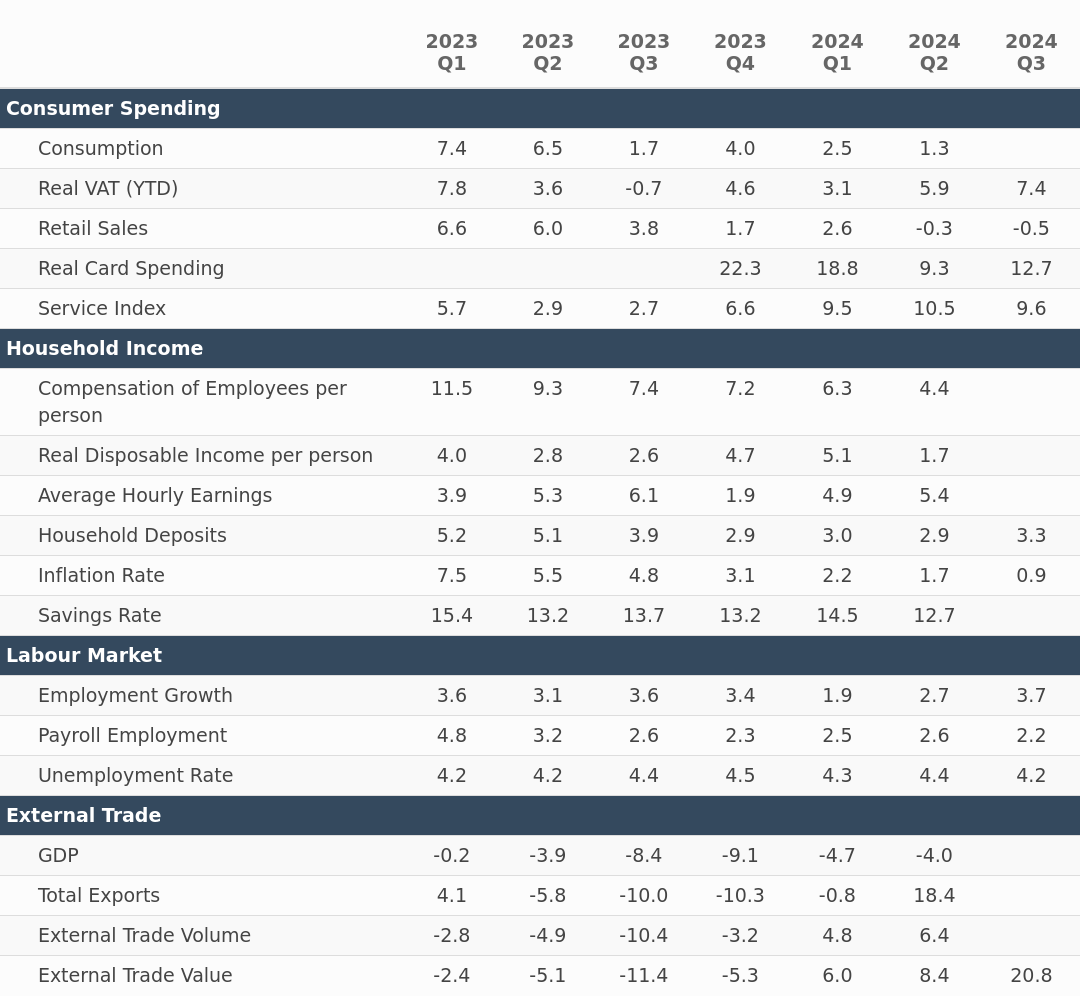 2023 2023 2023 2023 2024 2024 2024
Q1 Q2 Q3 Q4 Q1 Q2 Q3
Consumer Spending
Consumption 7.4 6.5 1.7 4.0 2.5 1.3
Real VAT (YTD) 7.8 3.6 -0.7 4.6 3.1 5.9 7.4
Retail Sales 6.6 6.0 3.8 1.7 2.6 -0.3 -0.5
Real Card Spending 22.3 18.8 9.3 12.7
Service Index 5.7 2.9 2.7 6.6 9.5 10.5 9.6
Household Income
Compensation of Employees per 11.5 9.3 7.4 7.2 6.3 4.4
person
Real Disposable Income per person 4.0 2.8 2.6 4.7 5.1 1.7
Average Hourly Earnings 3.9 5.3 6.1 1.9 4.9 5.4
Household Deposits 5.2 5.1 3.9 2.9 3.0 2.9 3.3
Inflation Rate 7.5 5.5 4.8 3.1 2.2 1.7 0.9
Savings Rate 15.4 13.2 13.7 13.2 14.5 12.7
Labour Market
Employment Growth 3.6 3.1 3.6 3.4 1.9 2.7 3.7
Payroll Employment 4.8 3.2 2.6 2.3 2.5 2.6 2.2
Unemployment Rate 4.2 4.2 4.4 4.5 4.3 4.4 4.2
External Trade
GDP -0.2 -3.9 -8.4 -9.1 -4.7 -4.0
Total Exports 4.1 -5.8 -10.0 -10.3 -0.8 18.4
External Trade Volume -2.8 -4.9 -10.4 -3.2 4.8 6.4
External Trade Value -2.4 -5.1 -11.4 -5.3 6.0 8.4 20.8